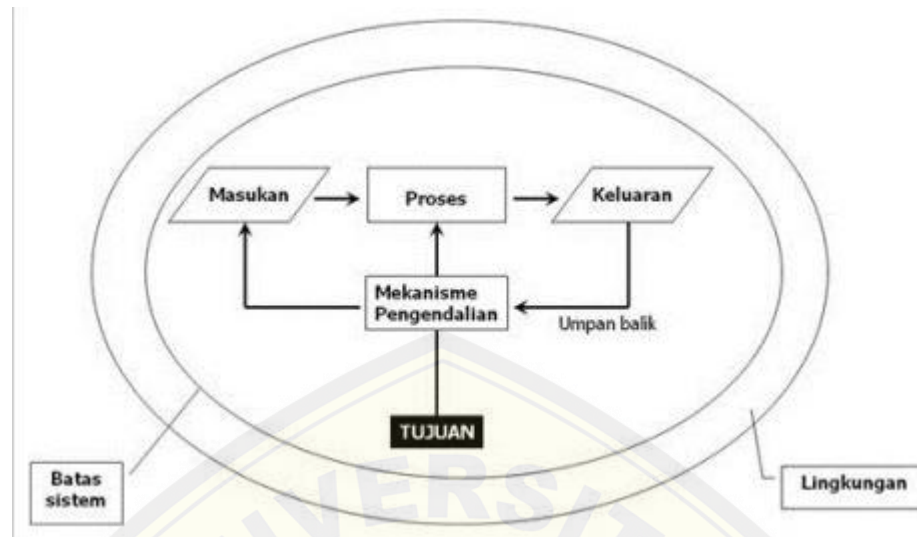 Masukan
Proses
Keluaran
Mekanisme
Pengendalian
Umpan balik
TUJUAN
Batas
sistem
Lingkungan